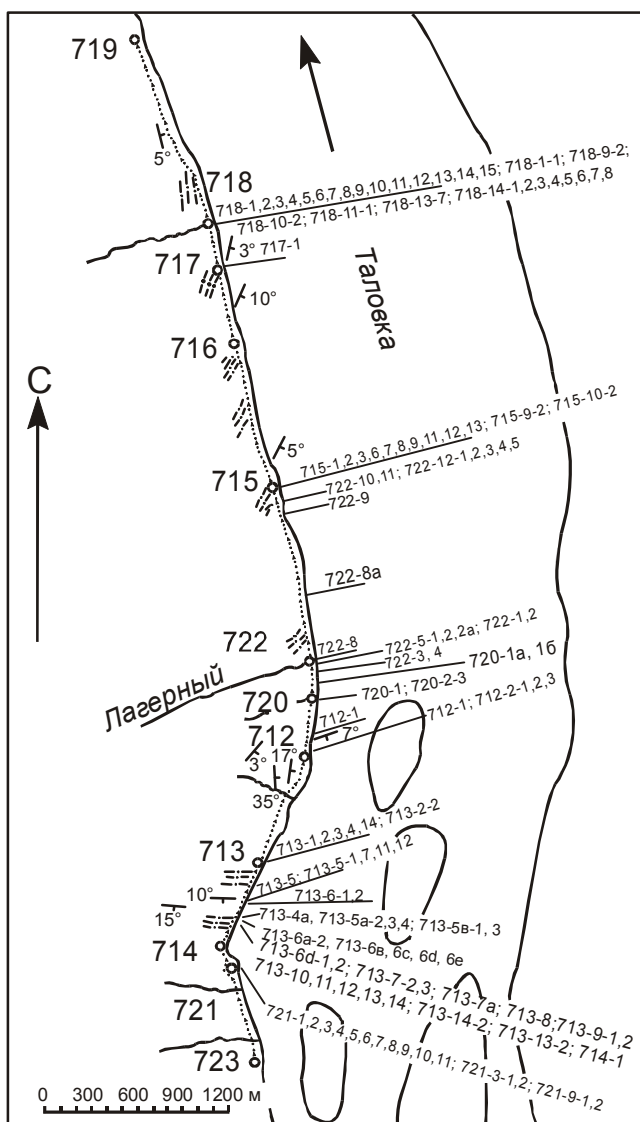 719
5°
718
718-1,2,3,4,5,6,7,8,9,10,11,12,13,14,15; 718-1-1; 718-9-2;
718-10-2; 718-11-1; 718-13-7; 718-14-1,2,3,4,5,6,7,8
717
3° 717-1
10°
Таловка
716
С
5°
715-1,2,3,6,7,8,9,11,12,13; 715-9-2; 715-10-2
715
722-10,11; 722-12-1,2,3,4,5
722-9
722-8а
722
722-8
722-5-1,2,2а; 722-1,2
722-3, 4
720-1а, 1б
Лагерный
720
720-1; 720-2-3
712-1
712-1; 712-2-1,2,3
712
7°
3°
17°
35°
713-1,2,3,4,14; 713-2-2
713
713-5; 713-5-1,7,11,12
10°
713-6-1,2
15°
713-4а, 713-5а-2,3,4; 713-5в-1, 3
713-6а-2, 713-6в, 6с, 6d, 6е
714
713-6d-1,2; 713-7-2,3; 713-7а; 713-8;713-9-1,2
713-10,11,12,13,14; 713-14-2; 713-13-2; 714-1
721
721-1,2,3,4,5,6,7,8,9,10,11; 721-3-1,2; 721-9-1,2
723
0 300 600 900 1200 м